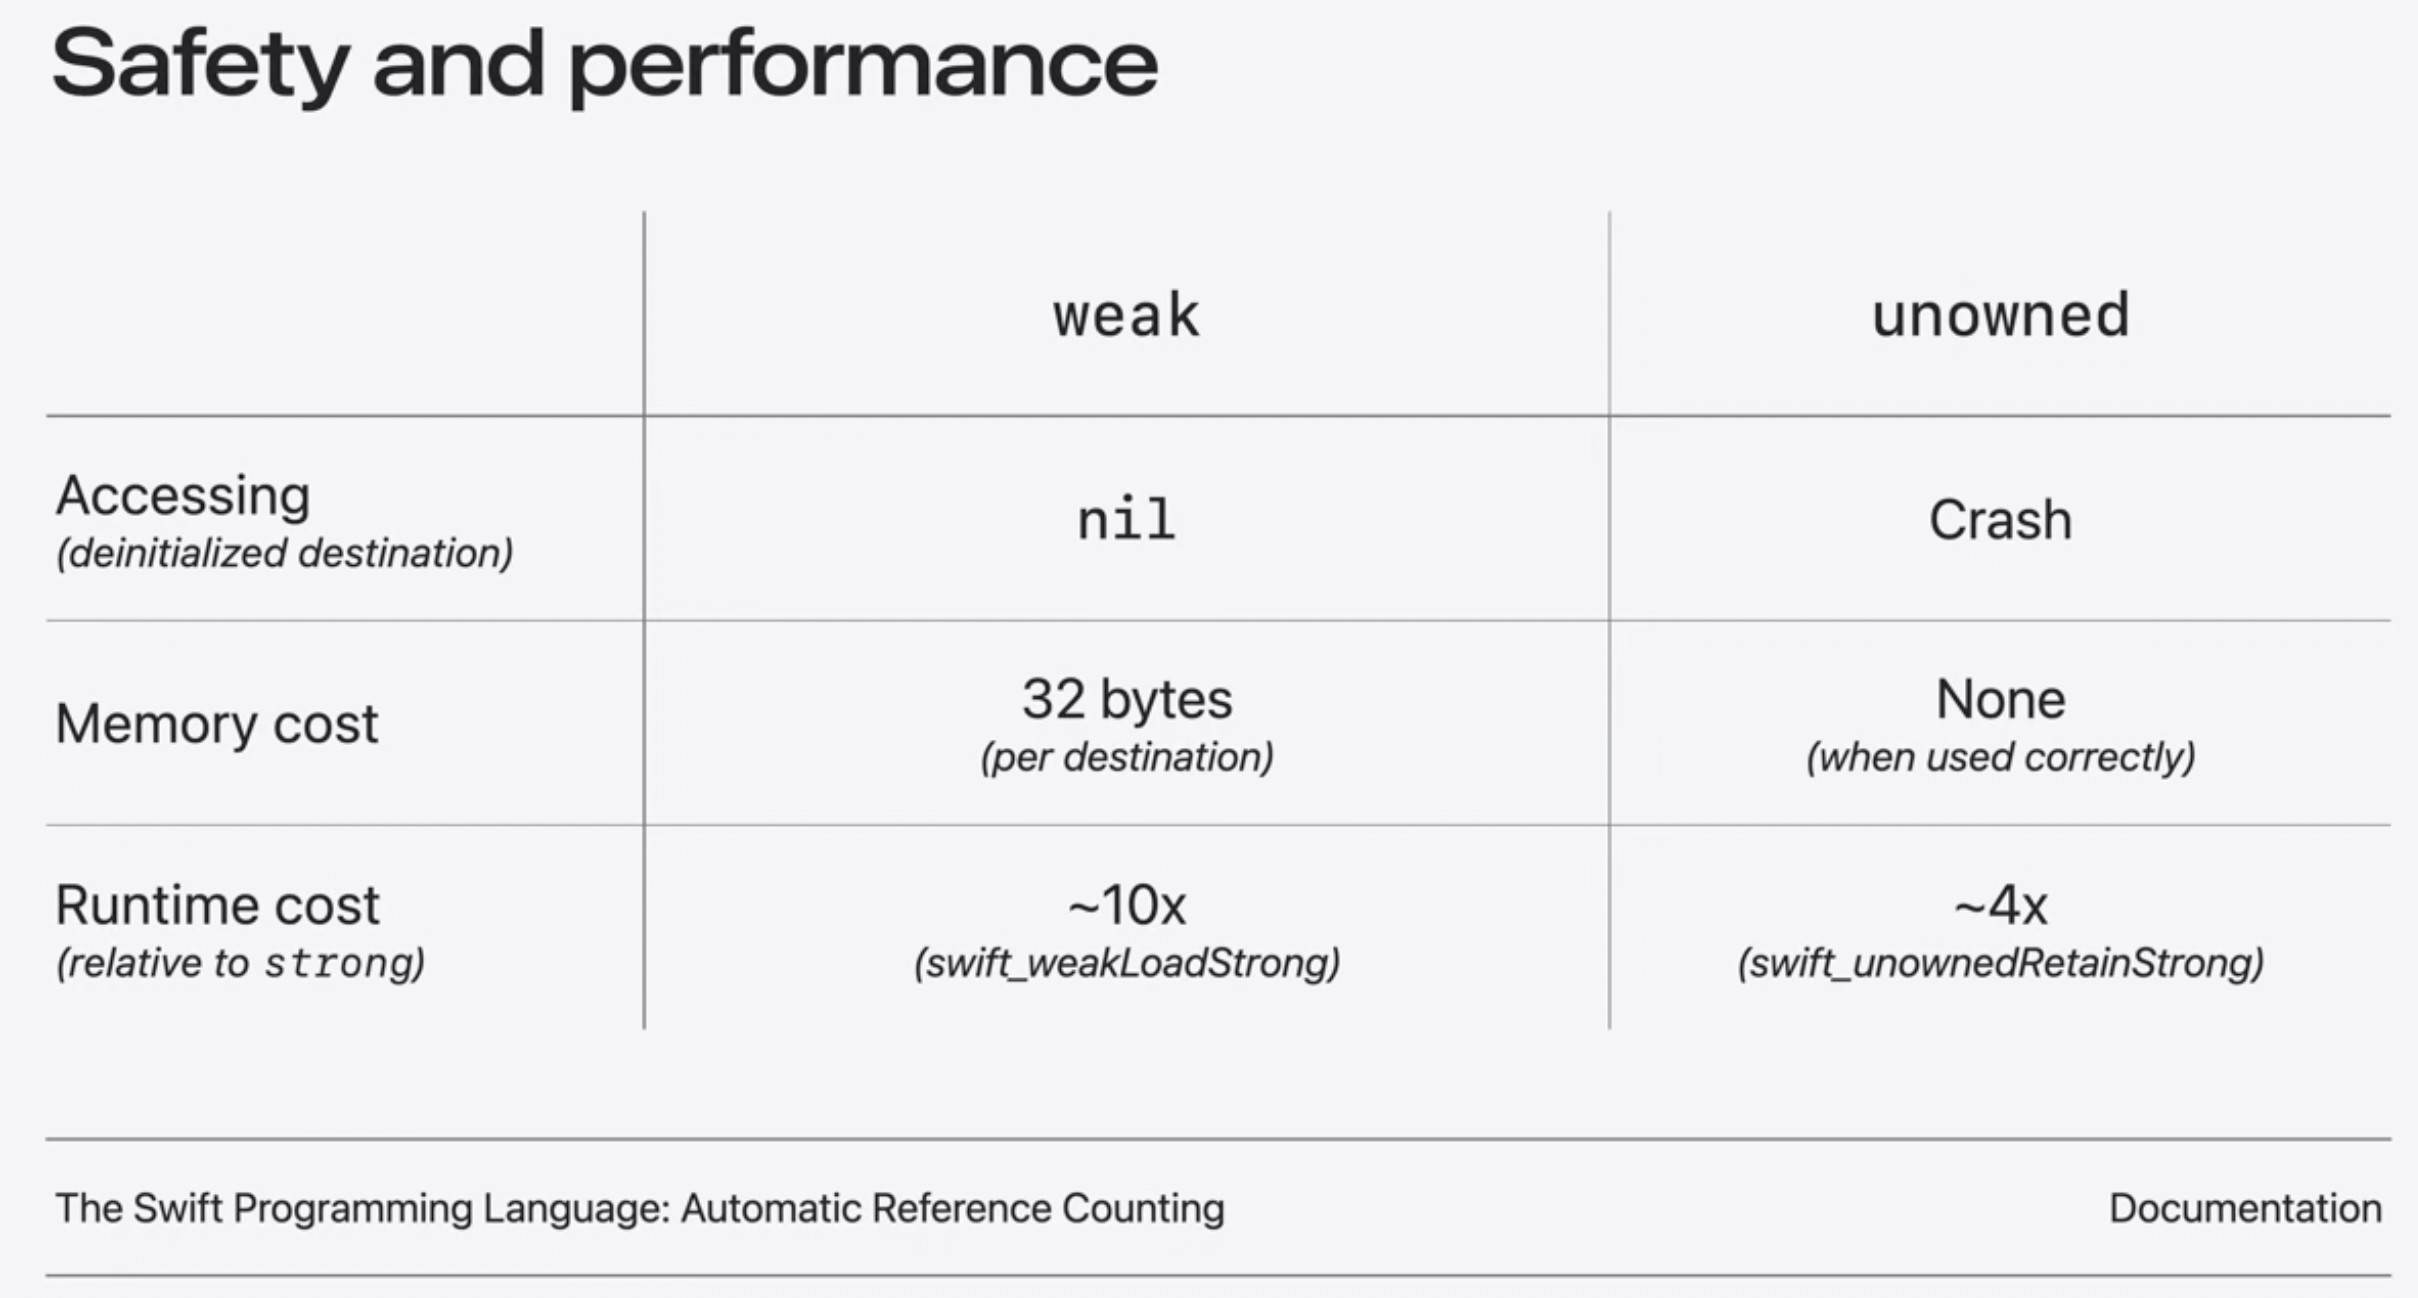 Safety and performance
weak
unowned
Accessing
(deinitialized destination)
nil
Crash
Memory cost
32 bytes
(per destination)
None
(when used correctly)
Runtime cost
(relative to strong)
~10x
(swift_weakLoadStrong)
~4x
(swift_unownedRetainStrong)
The Swift Programming Language: Automatic Reference Counting
Documentation